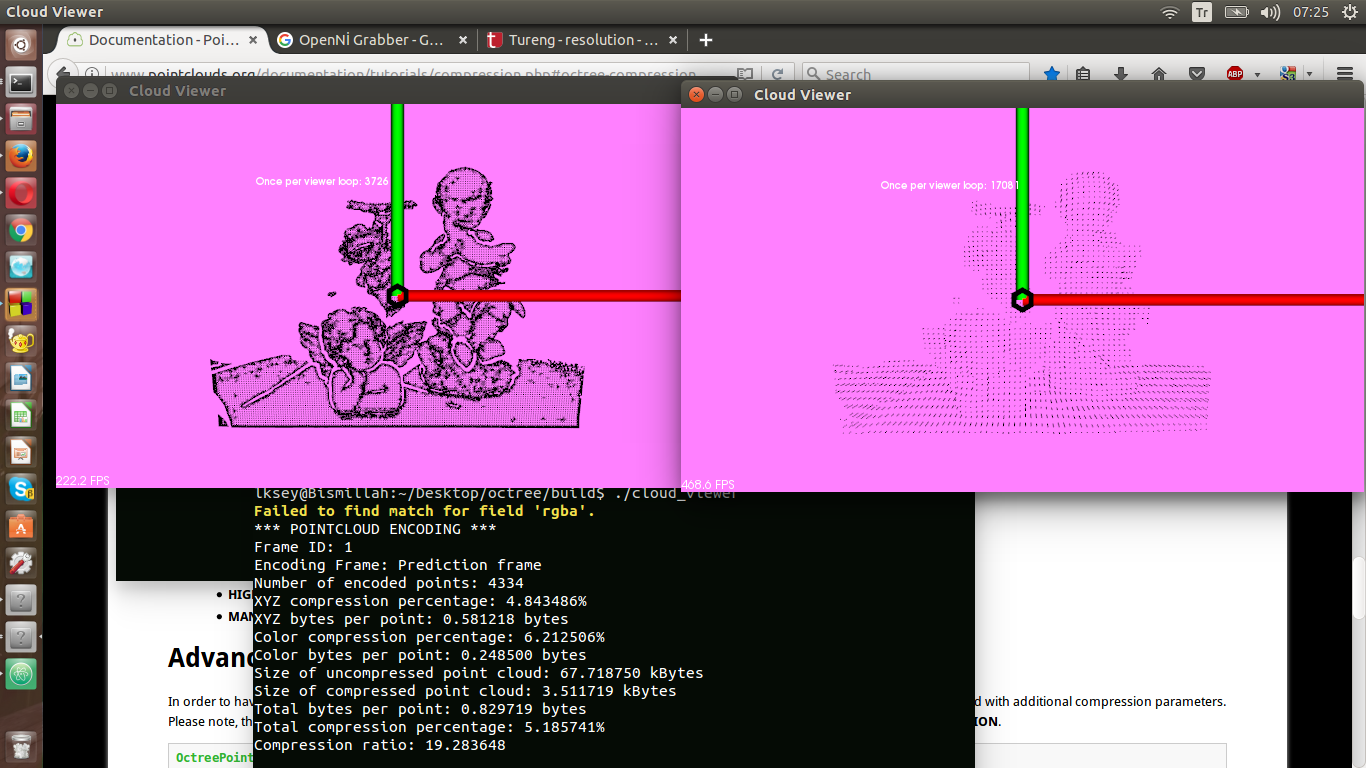 Cloud Viewer
Tr
07:25
Documentation - Poi...
OpenNI Grabber - G...
Tureng - resolution - ...
www.pointclouds.org/documentation/tutorials/compression.php#octree-compression
Search
ABP
Cloud Viewer
Once per viewer loop: 3726
222.2 FPS
Cloud Viewer
Once per viewer loop: 17081
468.6 FPS
lksey@Bismillah:~/Desktop/octree/build$ ./cloud_viewer
Failed to find match for field 'rgba'.
*** POINTCLOUD ENCODING ***
Frame ID: 1
Encoding Frame: Prediction frame
Number of encoded points: 4334
XYZ compression percentage: 4.843486%
XYZ bytes per point: 0.581218 bytes
Color compression percentage: 6.212506%
Color bytes per point: 0.248500 bytes
Size of uncompressed point cloud: 67.718750 kBytes
Size of compressed point cloud: 3.511719 kBytes
Total bytes per point: 0.829719 bytes
Total compression percentage: 5.185741%
Compression ratio: 19.283648
HIG
MAN
Advanc
In order to hav
d with additional compression parameters.
Please note, th
ION.
OctreePoint